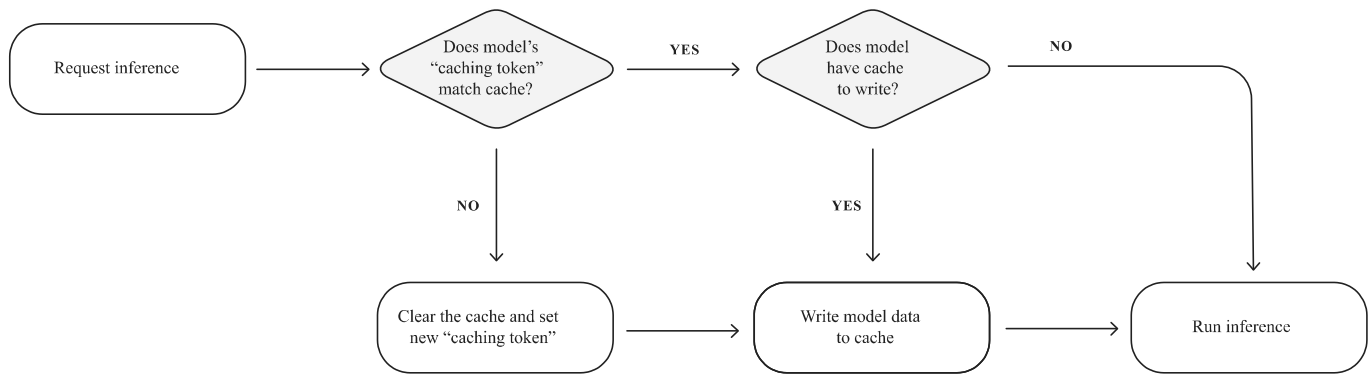 Request inference
Does model’s
“caching token”
match cache?
YES
Does model
have cache
to write?
NO
NO
YES
Clear the cache and set
new “caching token”
Write model data
to cache
Run inference